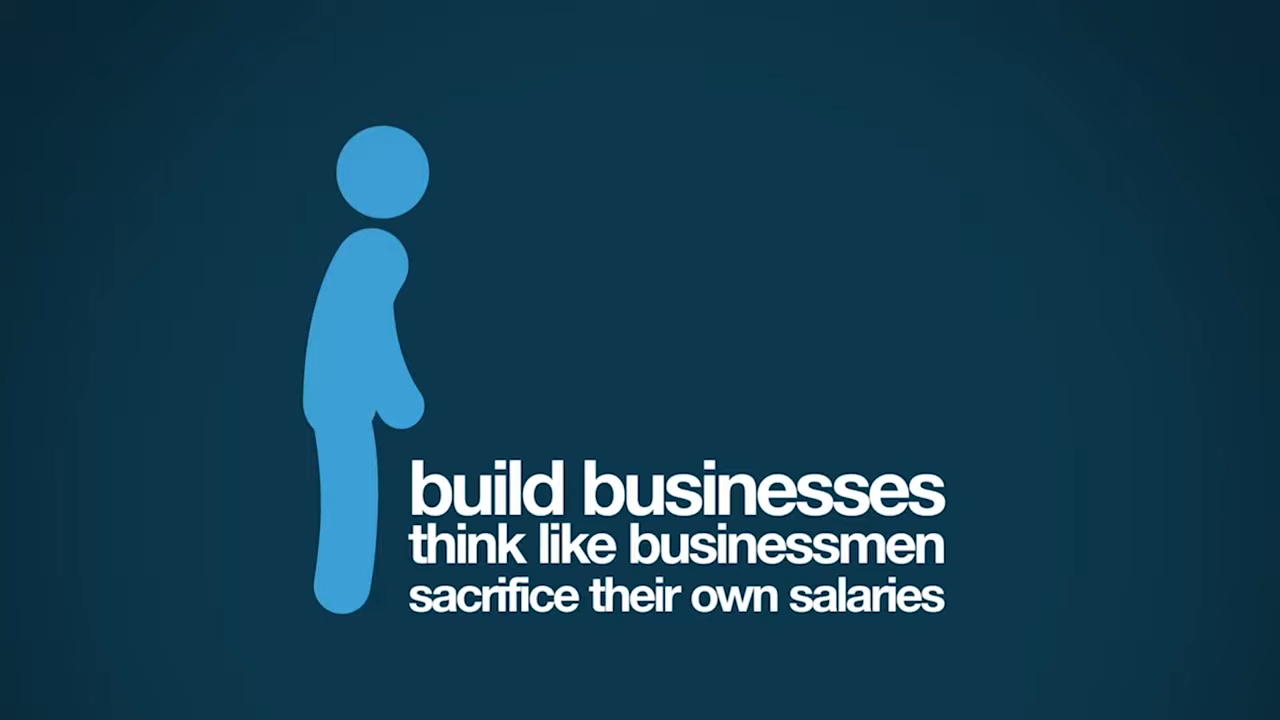 build businesses
think like businessmen
sacrifice their own salaries